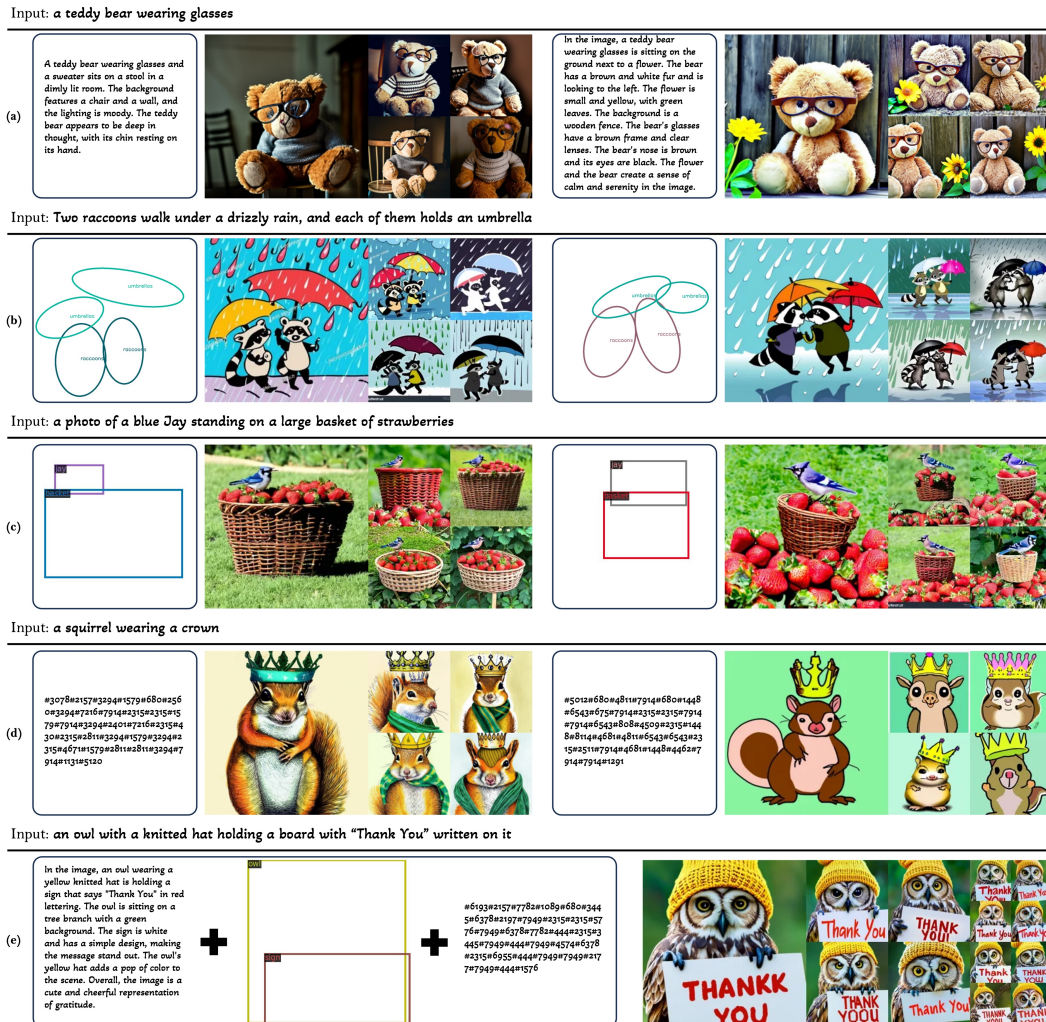 Input: a teddy bear wearing glasses
(a)
A teddy bear wearing glasses and
a sweater sits on a stool in a
dimly lit room. The background
features a chair and a wall, and
the lighting is moody. The teddy
bear appears to be deep in
thought, with its chin resting on
its hand.
In the image, a teddy bear
wearing glasses is sitting on the
ground next to a flower. The bear
has a brown and white fur and is
looking to the left. The flower is
small and yellow, with green
leaves. The background is a
wooden fence. The bear's glasses
have a brown frame and clear
lenses. The bear's nose is brown
and its eyes are black. The flower
and the bear create a sense of
calm and serenity in the image.
Input: Two raccoons walk under a drizzly rain, and each of them holds an umbrella
(b)
umbrellas
umbrellas
raccoons
raccoons
umbrellas
umbrellas
raccoons
raccoons
Input: a photo of a blue Jay standing on a large basket of strawberries
(c)
jay
basket
jay
Input: a squirrel wearing a crown
(d)
#3078#2157#3294#1579#680#256
0#3294#7216#7914#2315#2315#15
79#7914#3294#2401#7216#2315#4
30#2315#2811#3294#1579#3294#2
315#4671#1579#2811#2811#3294#7
914#1131#5120
#5012#680#4811#7914#680#1448
#6543#675#7914#2315#2315#7914
#7914#6543#808#4509#2315#144
8#8114#4681#4811#6543#6543#23
15#2511#7914#4681#1448#4462#7
914#7914#1291
Input: an owl with a knitted hat holding a board with “Thank You” written on it
(e)
In the image, an owl wearing a
yellow knitted hat is holding a
sign that says "Thank You" in red
lettering. The owl is sitting on a
tree branch with a green
background. The sign is white
and has a simple design, making
the message stand out. The owl's
yellow hat adds a pop of color to
the scene. Overall, the image is a
cute and cheerful representation
of gratitude.
owl
sign
#6193#2157#7782#1089#680#344
5#6378#2197#7949#2315#2315#57
76#7949#6378#7782#444#2315#3
445#7949#444#7949#4574#6378
#2315#6955#444#7949#7949#217
7#7949#444#1576
THANKK
YOU
Thank You
THANK
YOU!
THANK
YOOU
Thank You
Thankk
You
Thank Yo
Thank You
Thank
You
THANK